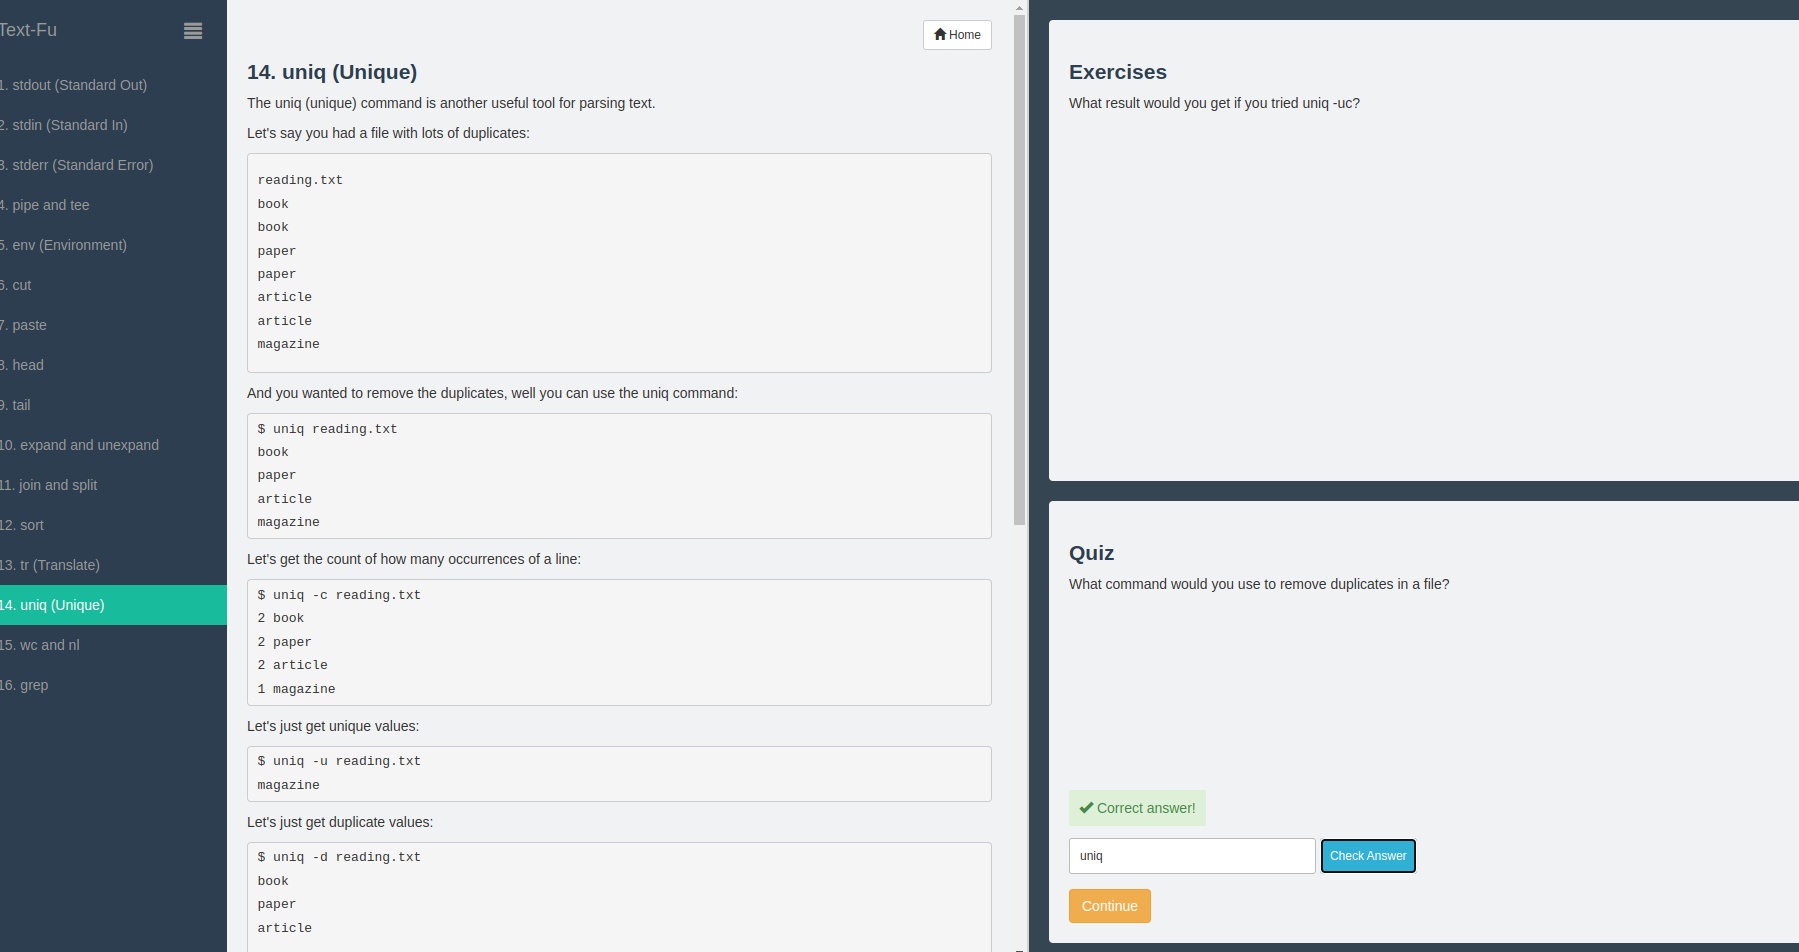 Text-Fu
1. stdout (Standard Out)
2. stdin (Standard In)
3. stderr (Standard Error)
4. pipe and tee
5. env (Environment)
6. cut
7. paste
8. head
9. tail
10. expand and unexpand
11. join and split
12. sort
13. tr (Translate)
14. uniq (Unique)
15. wc and nl
16. grep
Home
14. uniq (Unique)
The uniq (unique) command is another useful tool for parsing text.
Let's say you had a file with lots of duplicates:
reading.txt
book
book
paper
paper
article
article
magazine
And you wanted to remove the duplicates, well you can use the uniq command:
$ uniq reading.txt
book
paper
article
magazine
Let's get the count of how many occurrences of a line:
$ uniq -c reading.txt
2 book
2 paper
2 article
1 magazine
Let's just get unique values:
$ uniq -u reading.txt
magazine
Let's just get duplicate values:
$ uniq -d reading.txt
book
paper
article
Exercises
What result would you get if you tried uniq -uc?
Quiz
What command would you use to remove duplicates in a file?
Correct answer!
uniq
Check Answer
Continue